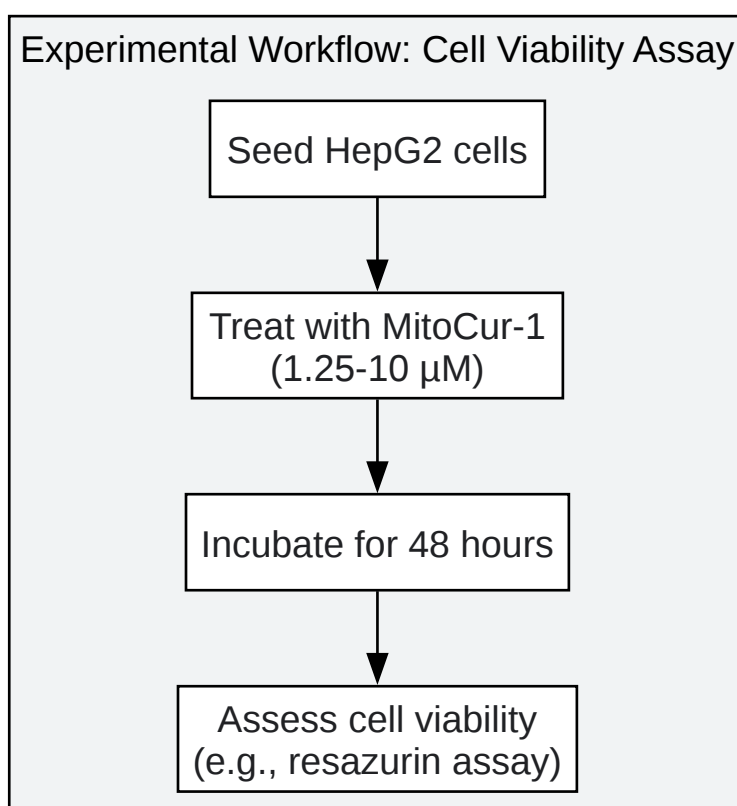 Experimental Workflow: Cell Viability Assay
Seed HepG2 cells
Treat with MitoCur-1
(1.25-10 µM)
Incubate for 48 hours
Assess cell viability
(e.g., resazurin assay)